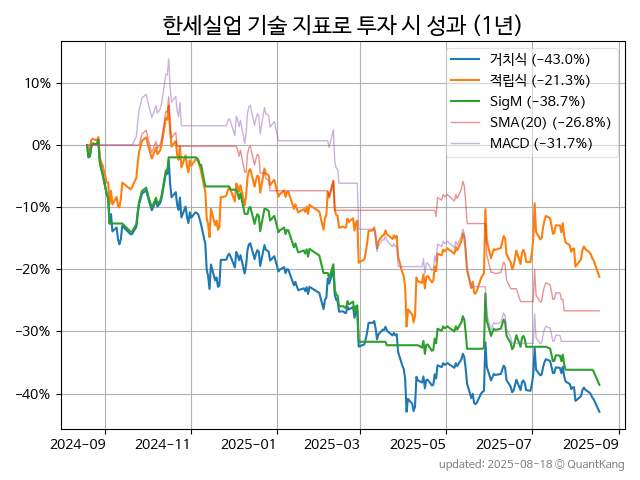 한세실업 기술 지표로 투자 시 성과 (1년)
거치식 (−43.0%)
적립식 (−21.3%)
SigM (−38.7%)
SMA(20) (−26.8%)
MACD (−31.7%)
10%
0%
−10%
−20%
−30%
−40%
2024-09 2024-11 2025-01 2025-03 2025-05 2025-07 2025-09
updated: 2025-08-18 © QuantKang